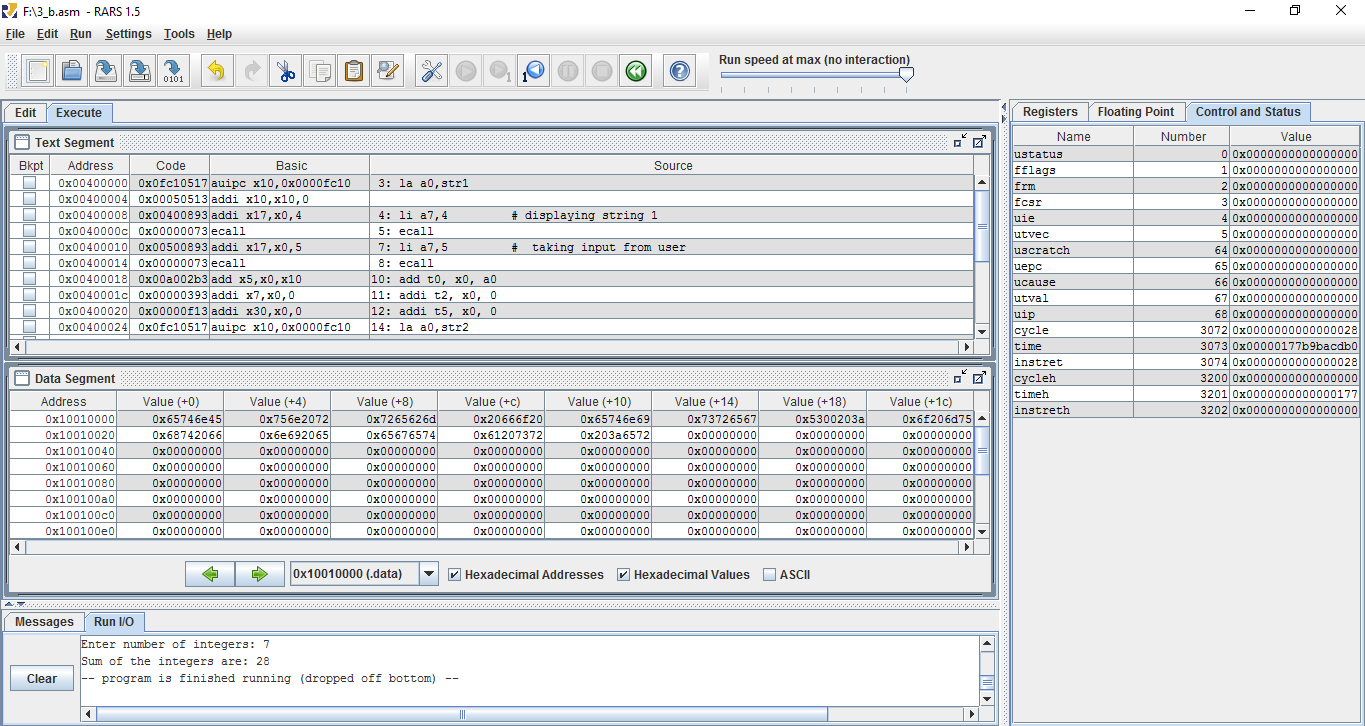 F:\3_b.asm - RARS 1.5
File Edit Run Settings Tools Help
Run speed at max (no interaction)
0101 1 1
Edit Execute
Text Segment
Bkpt Address Code Basic Source
0x00400000 0x0fc10517 auipc x10,0x0000fc10 3: la a0,str1
0x00400004 0x00050513 addi x10,x10,0
0x00400008 0x00400893 addi x17,x0,4 4: li a7,4 # displaying string 1
0x0040000c 0x00000073 ecall 5: ecall
0x00400010 0x00500893 addi x17,x0,5 7: li a7,5 # taking input from user
0x00400014 0x00000073 ecall 8: ecall
0x00400018 0x00a002b3 add x5,x0,x10 10: add t0, x0, a0
0x0040001c 0x00000393 addi x7,x0,0 11: addi t2, x0, 0
0x00400020 0x00000f13 addi x30,x0,0 12: addi t5, x0, 0
0x00400024 0x0fc10517 auipc x10,0x0000fc10 14: la a0,str2
Data Segment
Address Value (+0) Value (+4) Value (+8) Value (+c) Value (+10) Value (+14) Value (+18) Value (+1c)
0x10010000 0x65746e45 0x756e2072 0x7265626d 0x20666f20 0x65746e69 0x73726567 0x5300203a 0x6f206d75
0x10010020 0x68742066 0x6e692065 0x65676574 0x61207372 0x203a6572 0x00000000 0x00000000 0x00000000
0x10010040 0x00000000 0x00000000 0x00000000 0x00000000 0x00000000 0x00000000 0x00000000 0x00000000
0x10010060 0x00000000 0x00000000 0x00000000 0x00000000 0x00000000 0x00000000 0x00000000 0x00000000
0x10010080 0x00000000 0x00000000 0x00000000 0x00000000 0x00000000 0x00000000 0x00000000 0x00000000
0x100100a0 0x00000000 0x00000000 0x00000000 0x00000000 0x00000000 0x00000000 0x00000000 0x00000000
0x100100c0 0x00000000 0x00000000 0x00000000 0x00000000 0x00000000 0x00000000 0x00000000 0x00000000
0x100100e0 0x00000000 0x00000000 0x00000000 0x00000000 0x00000000 0x00000000 0x00000000 0x00000000
0x10010000 (.data) Hexadecimal Addresses Hexadecimal Values ASCII
Messages Run I/O
Clear
Enter number of integers: 7
Sum of the integers are: 28
-- program is finished running (dropped off bottom) --
Registers Floating Point Control and Status
Name Number Value
ustatus 0 0x0000000000000000
fflags 1 0x0000000000000000
frm 2 0x0000000000000000
fcsr 3 0x0000000000000000
uie 4 0x0000000000000000
utvec 5 0x0000000000000000
uscratch 64 0x0000000000000000
uepc 65 0x0000000000000000
ucause 66 0x0000000000000000
utval 67 0x0000000000000000
uip 68 0x0000000000000000
cycle 3072 0x0000000000000028
time 3073 0x00000177b9bacdb0
instret 3074 0x0000000000000028
cycleh 3200 0x0000000000000000
timeh 3201 0x0000000000000177
instreth 3202 0x0000000000000000